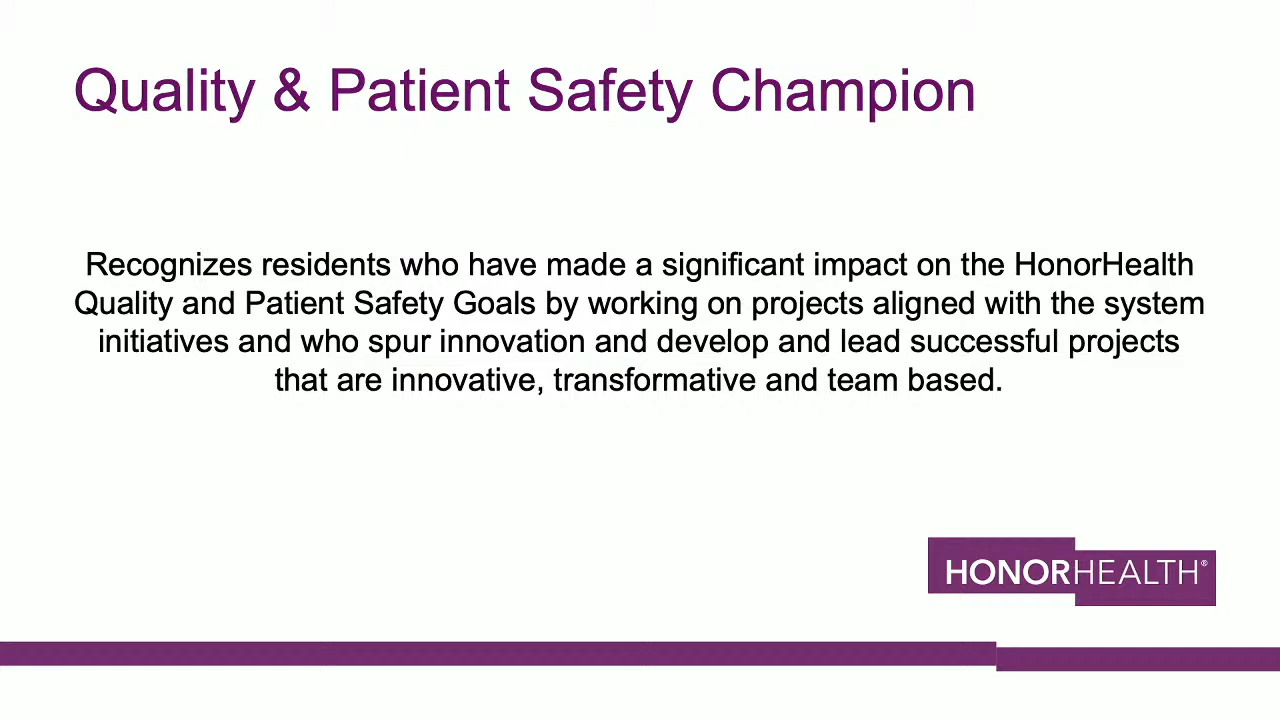 Quality & Patient Safety Champion
Recognizes residents who have made a significant impact on the HonorHealth
Quality and Patient Safety Goals by working on projects aligned with the system
initiatives and who spur innovation and develop and lead successful projects
that are innovative, transformative and team based.
HONORHEALTH®